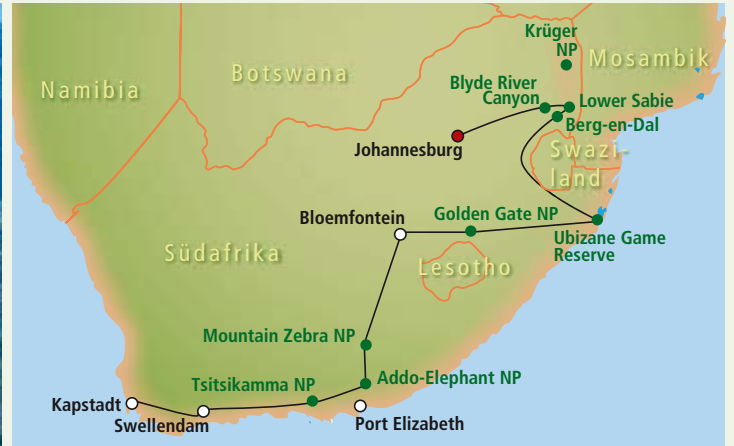 Krüger
NP
Mosambik
Botswana
Namibia
Blyde River
Canyon
Lower Sabie
Berg-en-Dal
Johannesburg
Swazi-
land
Bloemfontein
Golden Gate NP
Ubizane Game
Reserve
Südafrika
Lesotho
Mountain Zebra NP
Tsitsikamma NP
Addo-Elephant NP
Kapstadt
Swellendam
Port Elizabeth